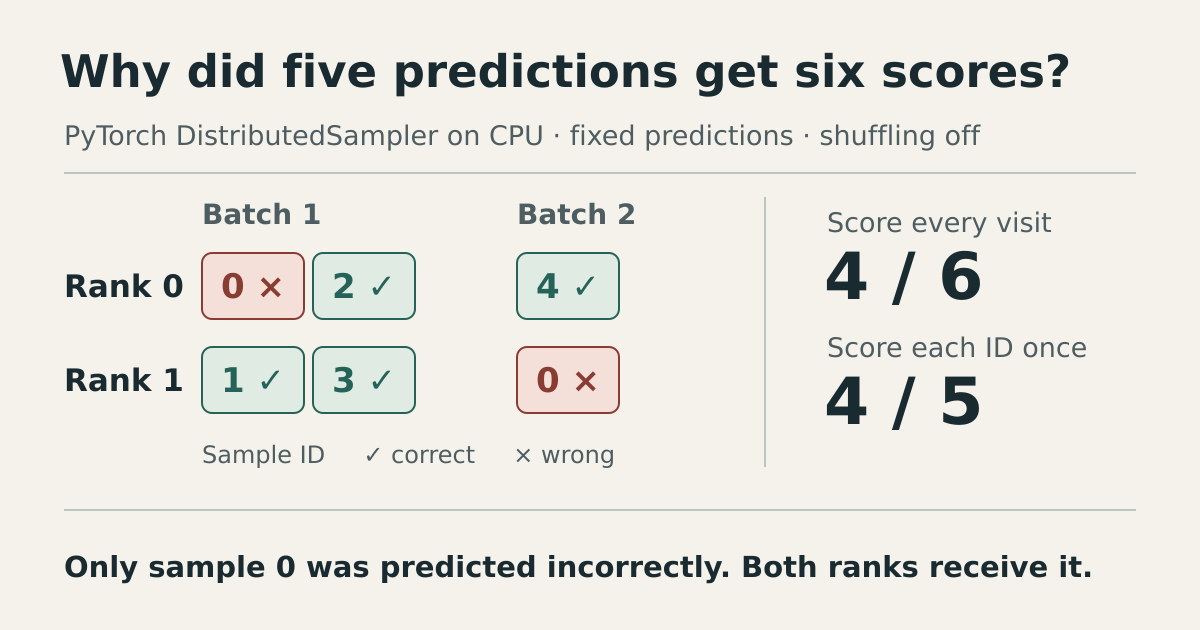 Why did five predictions get six scores?
PyTorch DistributedSampler on CPU · fixed predictions · shuffling off
Batch 1 Batch 2
Rank 0 0 × 2 ✓ 4 ✓
Rank 1 1 ✓ 3 ✓ 0 ×
Sample ID ✓ correct × wrong
Score every visit
4 / 6
Score each ID once
4 / 5
Only sample 0 was predicted incorrectly. Both ranks receive it.